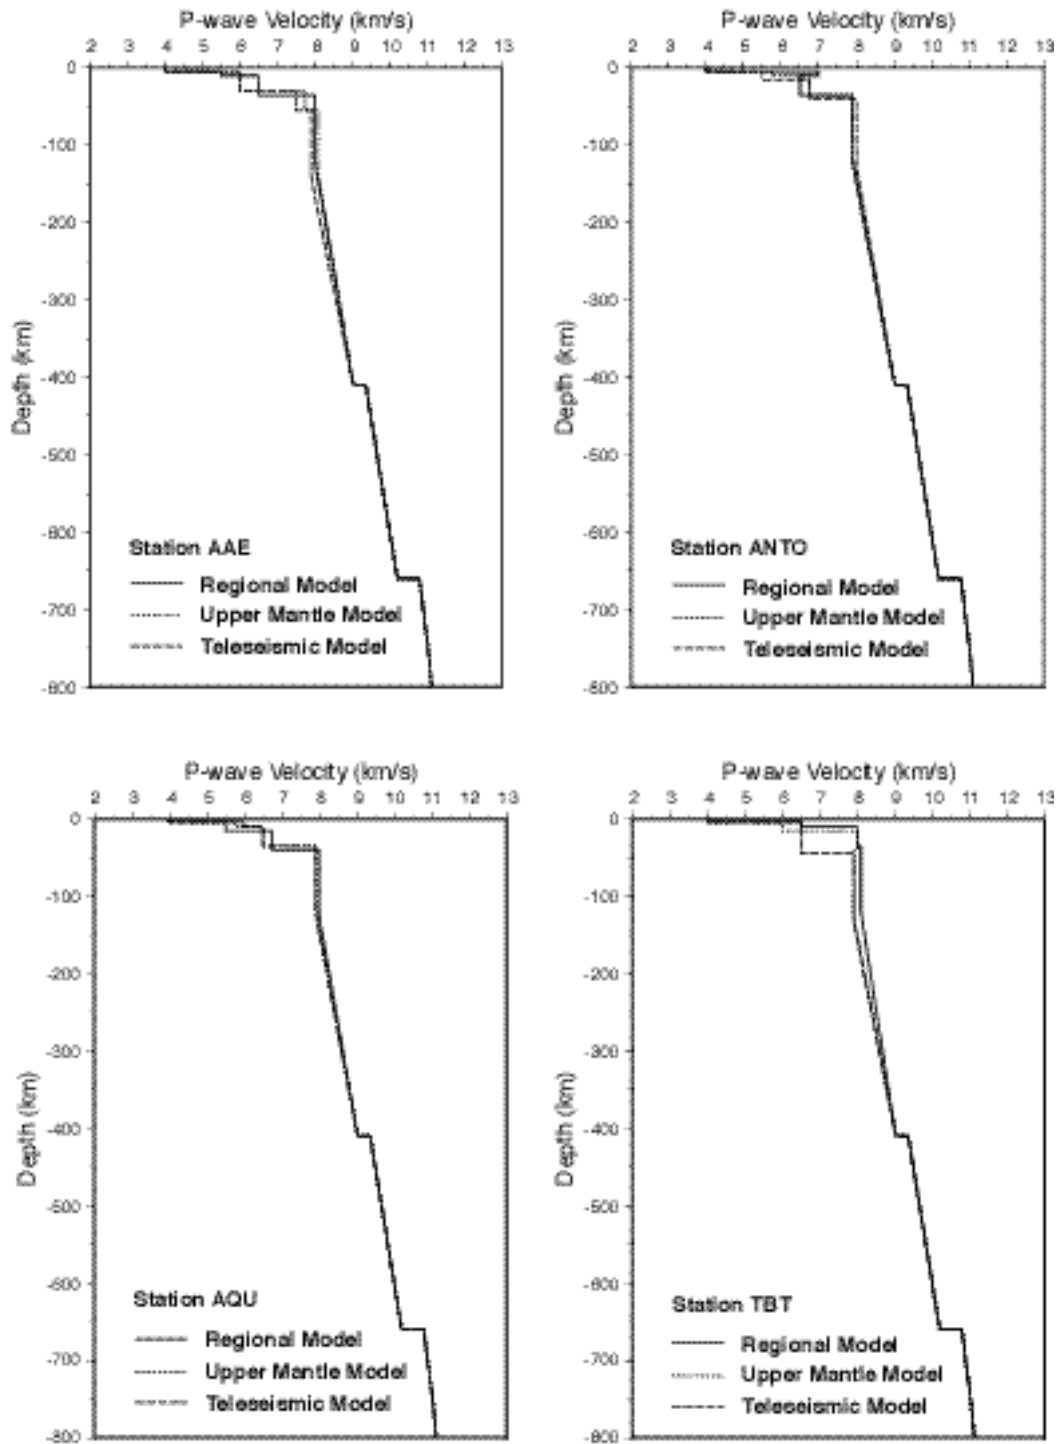 P-wave Velocity (km/s)
2 3 4 5 6 7 8 9 10 11 12 13
0
-100
-200
-300
-400
-500
-600
-700
-800
Depth (km)
Station AAE
Regional Model
Upper Mantle Model
Teleseismic Model
P-wave Velocity (km/s)
2 3 4 5 6 7 8 9 10 11 12 13
0
-100
-200
-300
-400
-500
-600
-700
-800
Depth (km)
Station ANTO
Regional Model
Upper Mantle Model
Teleseismic Model
P-wave Velocity (km/s)
2 3 4 5 6 7 8 9 10 11 12 13
0
-100
-200
-300
-400
-500
-600
-700
-800
Depth (km)
Station AQU
Regional Model
Upper Mantle Model
Teleseismic Model
P-wave Velocity (km/s)
2 3 4 5 6 7 8 9 10 11 12 13
0
-100
-200
-300
-400
-500
-600
-700
-800
Depth (km)
Station TBT
Regional Model
Upper Mantle Model
Teleseismic Model